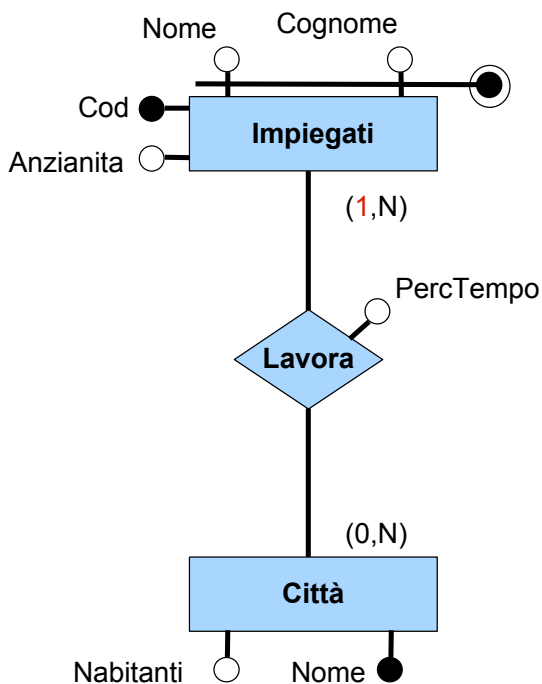 Nome Cognome
Cod
Impiegati
Anzianita
(1,N)
PercTempo
Lavora
(0,N)
Città
Nabitanti Nome